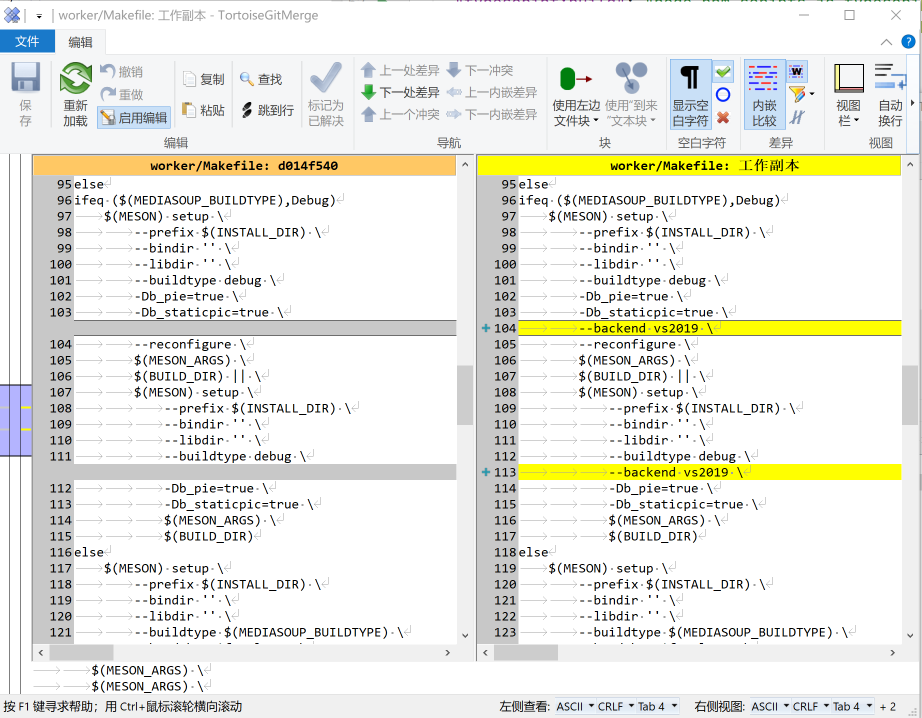 worker/Makefile: 工作副本 - TortoiseGitMerge
文件 编辑
保存
重新加载
撤销
重做
启用编辑
复制
粘贴
查找
跳到行
编辑
标记为已解决
上一处差异 下一冲突
下一处差异 上一内嵌差异
上一个冲突 下一内嵌差异
导航
使用左边文件块
使用“到来”文本块
块
显示空白字符
空白字符
内嵌比较
差异
视图栏
自动换行
视图
worker/Makefile: d014f540
95 else
96 ifeq ($(MEDIASOUP_BUILDTYPE),Debug)
97 $(MESON) setup \
98 --prefix $(INSTALL_DIR) \
99 --bindir '' \
100 --libdir '' \
101 --buildtype debug \
102 -Db_pie=true \
103 -Db_staticpic=true \
104 --reconfigure \
105 $(MESON_ARGS) \
106 $(BUILD_DIR) || \
107 $(MESON) setup \
108 --prefix $(INSTALL_DIR) \
109 --bindir '' \
110 --libdir '' \
111 --buildtype debug \
112 -Db_pie=true \
113 -Db_staticpic=true \
114 $(MESON_ARGS) \
115 $(BUILD_DIR)
116 else
117 $(MESON) setup \
118 --prefix $(INSTALL_DIR) \
119 --bindir '' \
120 --libdir '' \
121 --buildtype $(MEDIASOUP_BUILDTYPE) \
worker/Makefile: 工作副本
95 else
96 ifeq ($(MEDIASOUP_BUILDTYPE),Debug)
97 $(MESON) setup \
98 --prefix $(INSTALL_DIR) \
99 --bindir '' \
100 --libdir '' \
101 --buildtype debug \
102 -Db_pie=true \
103 -Db_staticpic=true \
104 --backend vs2019 \
105 --reconfigure \
106 $(MESON_ARGS) \
107 $(BUILD_DIR) || \
108 $(MESON) setup \
109 --prefix $(INSTALL_DIR) \
110 --bindir '' \
111 --libdir '' \
112 --buildtype debug \
113 --backend vs2019 \
114 -Db_pie=true \
115 -Db_staticpic=true \
116 $(MESON_ARGS) \
117 $(BUILD_DIR)
118 else
119 $(MESON) setup \
120 --prefix $(INSTALL_DIR) \
121 --bindir '' \
122 --libdir '' \
123 --buildtype $(MEDIASOUP_BUILDTYPE) \
$(MESON_ARGS) \
$(MESON_ARGS) \
按 F1 键寻求帮助；用 Ctrl+鼠标滚轮横向滚动 左侧查看: ASCII CRLF Tab 4 右侧视图: ASCII CRLF Tab 4 + 2